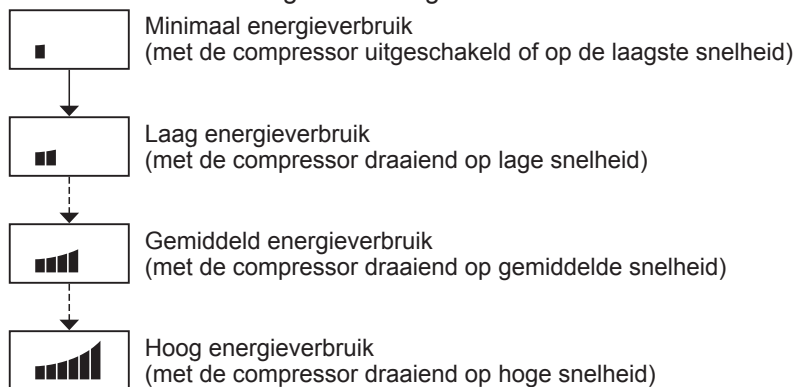 Minimaal energieverbruik
(met de compressor uitgeschakeld of op de laagste snelheid)
Laag energieverbruik
(met de compressor draaiend op lage snelheid)
Gemiddeld energieverbruik
(met de compressor draaiend op gemiddelde snelheid)
Hoog energieverbruik
(met de compressor draaiend op hoge snelheid)